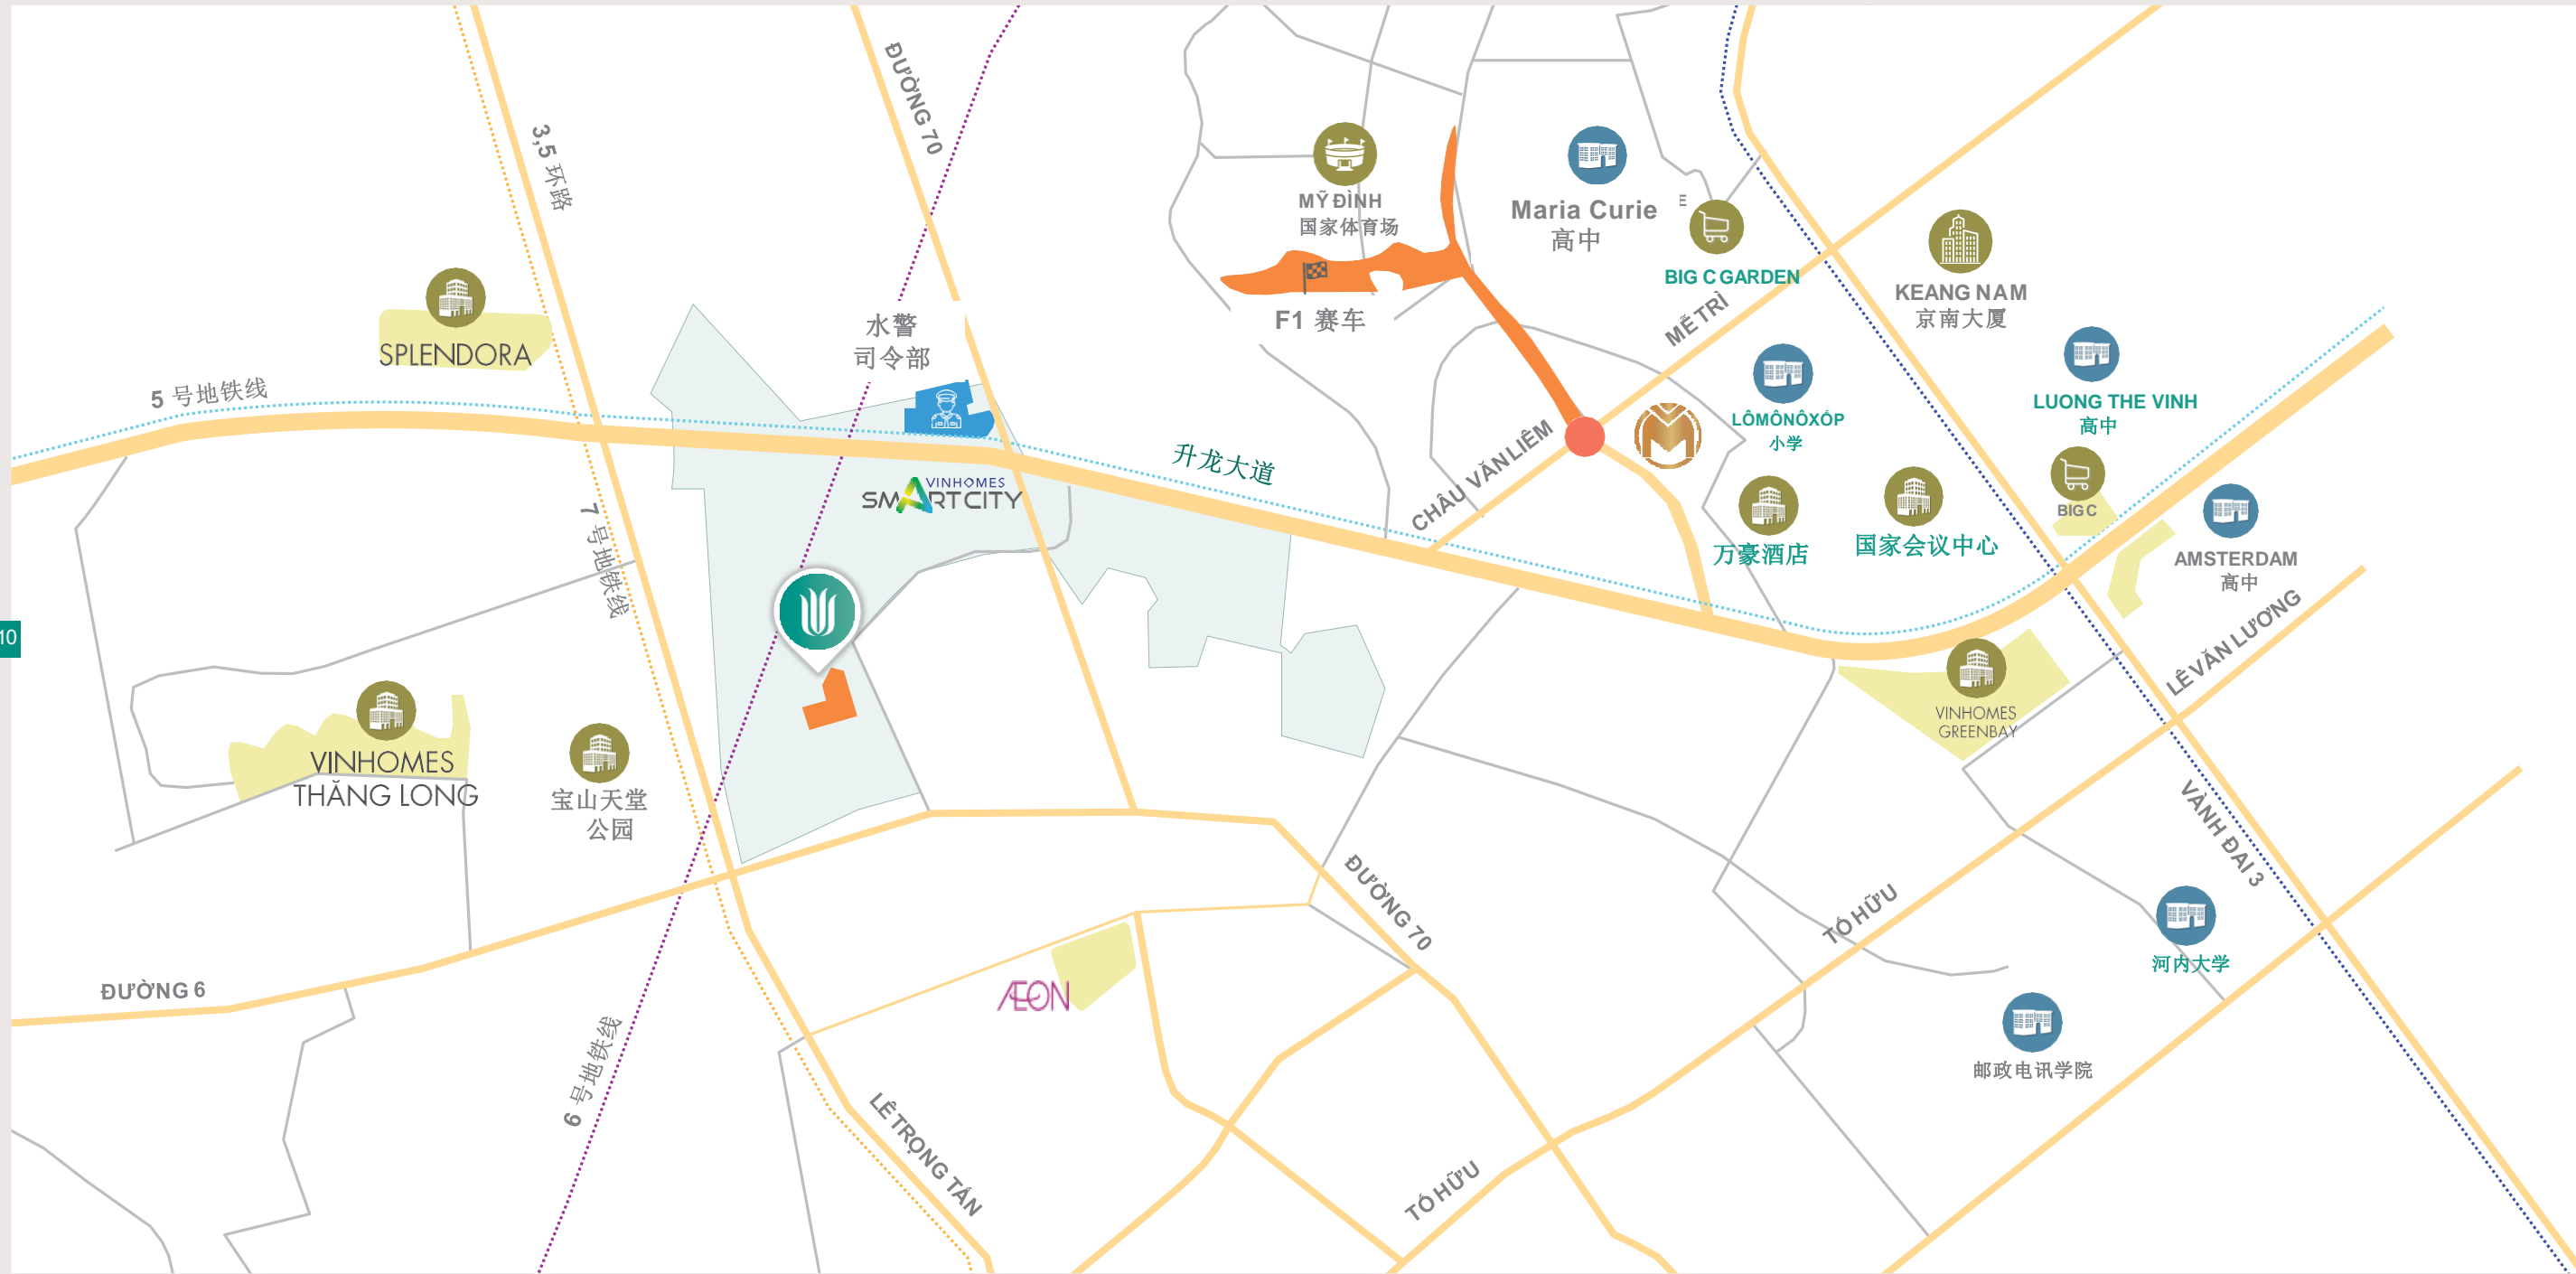 ĐƯỜNG 70
3,5 环路
MỸ ĐÌNH
国家体育场
Maria Curie
高中
E
BIG C GARDEN
KEANG NAM
京南大厦
F1 赛车
MỄ TRÌ
水警
司令部
SPLENDORA
5 号地铁线
LÔMÔNÔXÓP
小学
LUONG THE VINH
高中
升龙大道
CHÂU VĂN LIÊM
M
VINHOMES
SMARTCITY
BIG C
万豪酒店
国家会议中心
AMSTERDAM
高中
7 号地铁线
10
LÊ VĂN LƯƠNG
VINHOMES
GREENBAY
VINHOMES
THĂNG LONG
宝山天堂
公园
VÀNH ĐAI 3
ĐƯỜNG 70
TỐ HỮU
河内大学
ĐƯỜNG 6
ÆON
6 号地铁线
邮政电讯学院
LÊ TRỌNG TẤN
TỐ HỮU